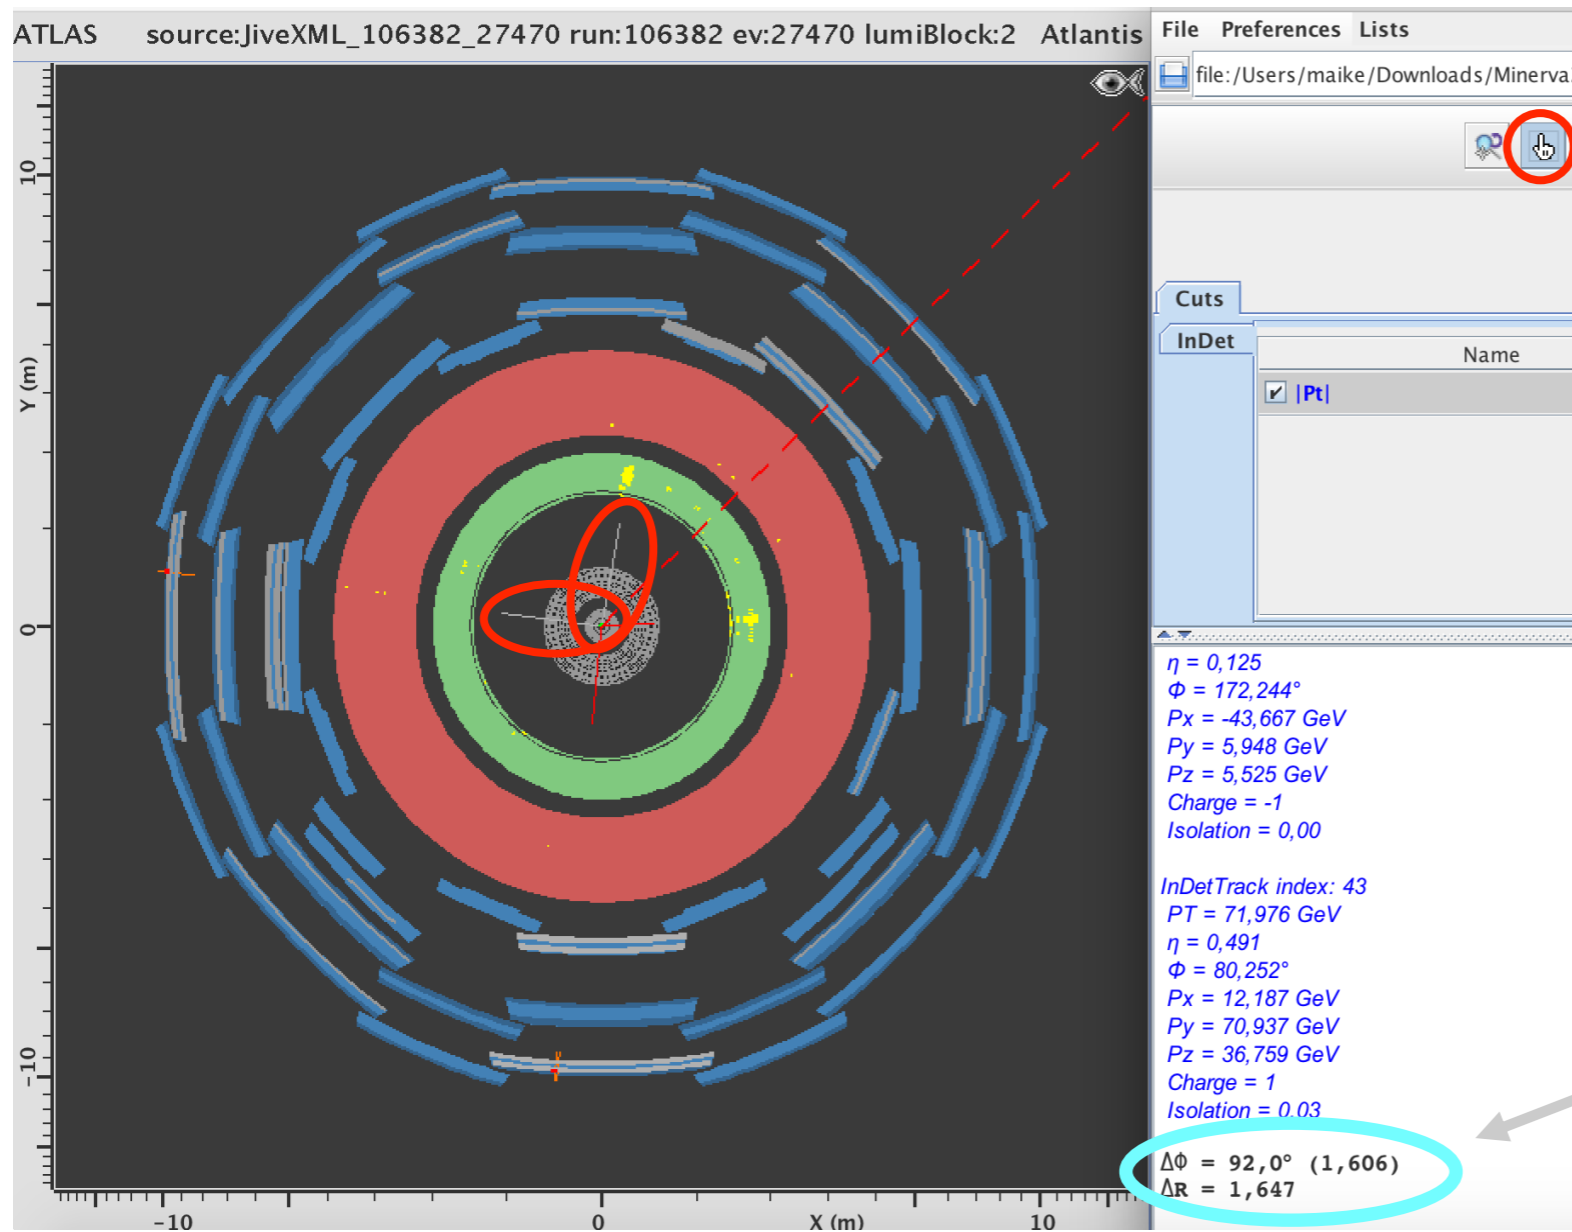 ATLAS source:JiveXML_106382_27470 run:106382 ev:27470 lumiBlock:2 Atlantis
File Preferences Lists
file:/Users/maike/Downloads/Minerva
Cuts
InDet
Name
|Pt|
10
Y (m)
0
-10
-10
0
X (m)
10
η = 0,125
Φ = 172,244°
Px = -43,667 GeV
Py = 5,948 GeV
Pz = 5,525 GeV
Charge = -1
Isolation = 0,00
InDetTrack index: 43
PT = 71,976 GeV
η = 0,491
Φ = 80,252°
Px = 12,187 GeV
Py = 70,937 GeV
Pz = 36,759 GeV
Charge = 1
Isolation = 0,03
ΔΦ = 92,0° (1,606)
ΔR = 1,647